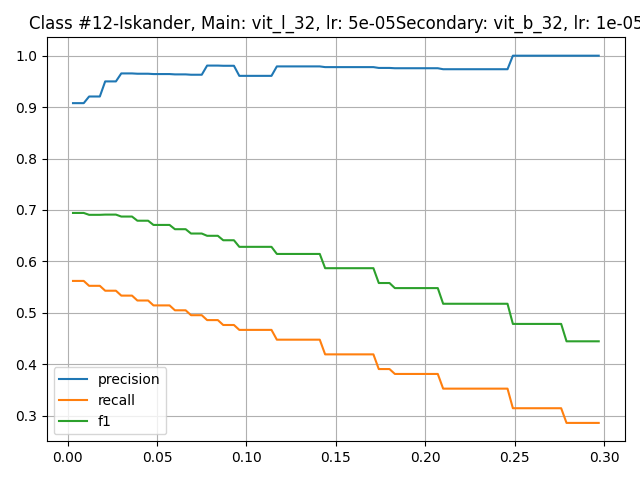 Class #12-Iskander, Main: vit_l_32, lr: 5e-05Secondary: vit_b_32, lr: 1e-05
1.0
0.9
0.8
0.7
0.6
0.5
0.4
0.3
precision
recall
f1
0.00 0.05 0.10 0.15 0.20 0.25 0.30